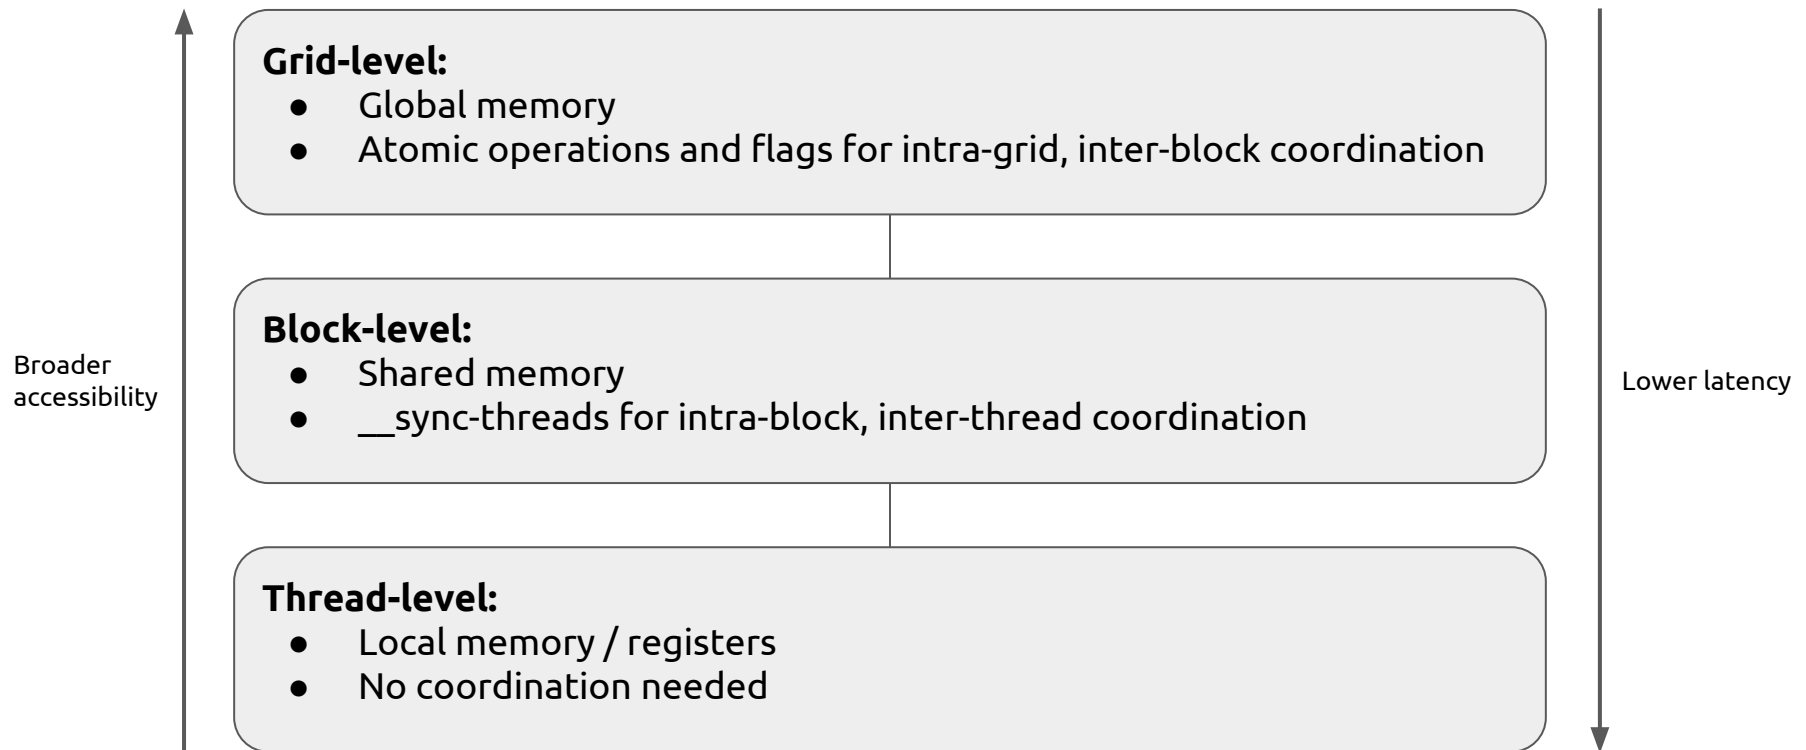 Grid-level:
● Global memory
● Atomic operations and flags for intra-grid, inter-block coordination
Block-level:
● Shared memory
● __sync-threads for intra-block, inter-thread coordination
Broader
accessibility
Lower latency
Thread-level:
● Local memory / registers
● No coordination needed